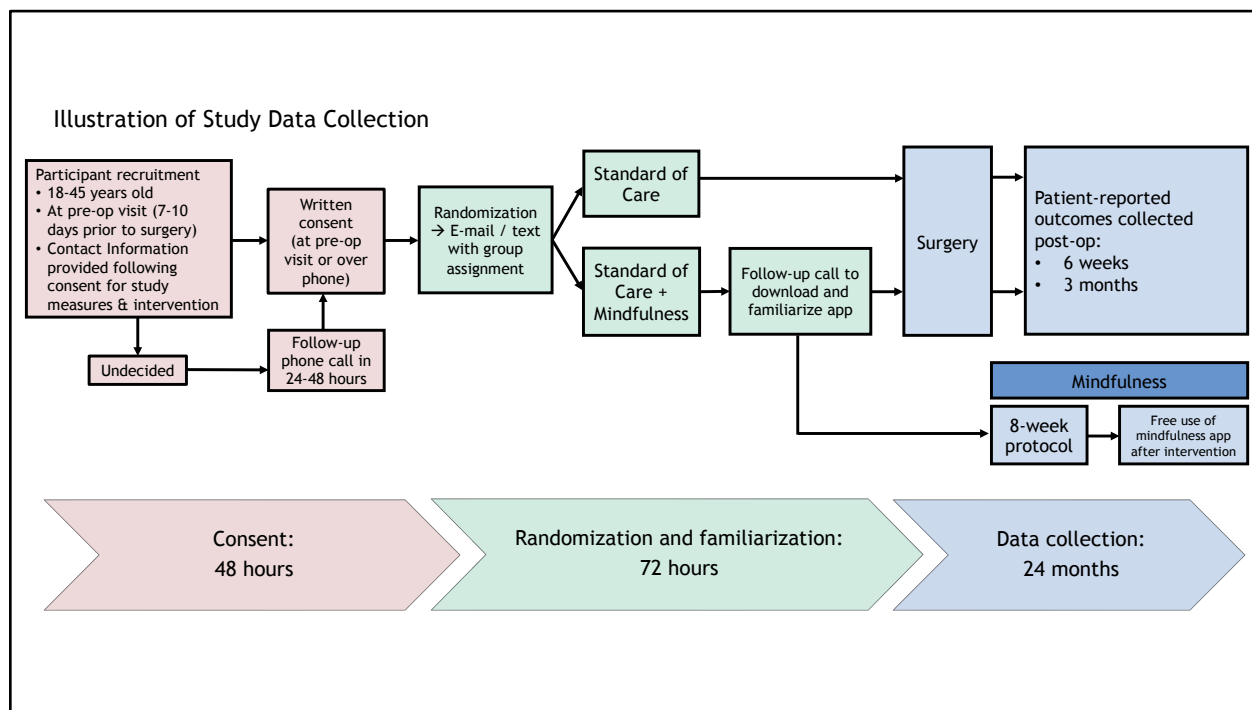 Illustration of Study Data Collection
Participant recruitment
• 18-45 years old
• At pre-op visit (7-10
days prior to surgery)
• Contact Information
provided following
consent for study
measures & intervention
Undecided
Written
consent
(at pre-op
visit or over
phone)
Follow-up
phone call in
24-48 hours
Randomization
→ E-mail / text
with group
assignment
Standard of
Care
Standard of
Care +
Mindfulness
Follow-up call to
download and
familiarize app
Surgery
Patient-reported
outcomes collected
post-op:
• 6 weeks
• 3 months
Mindfulness
8-week
protocol
Free use of
mindfulness app
after intervention
Consent:
48 hours
Randomization and familiarization:
72 hours
Data collection:
24 months